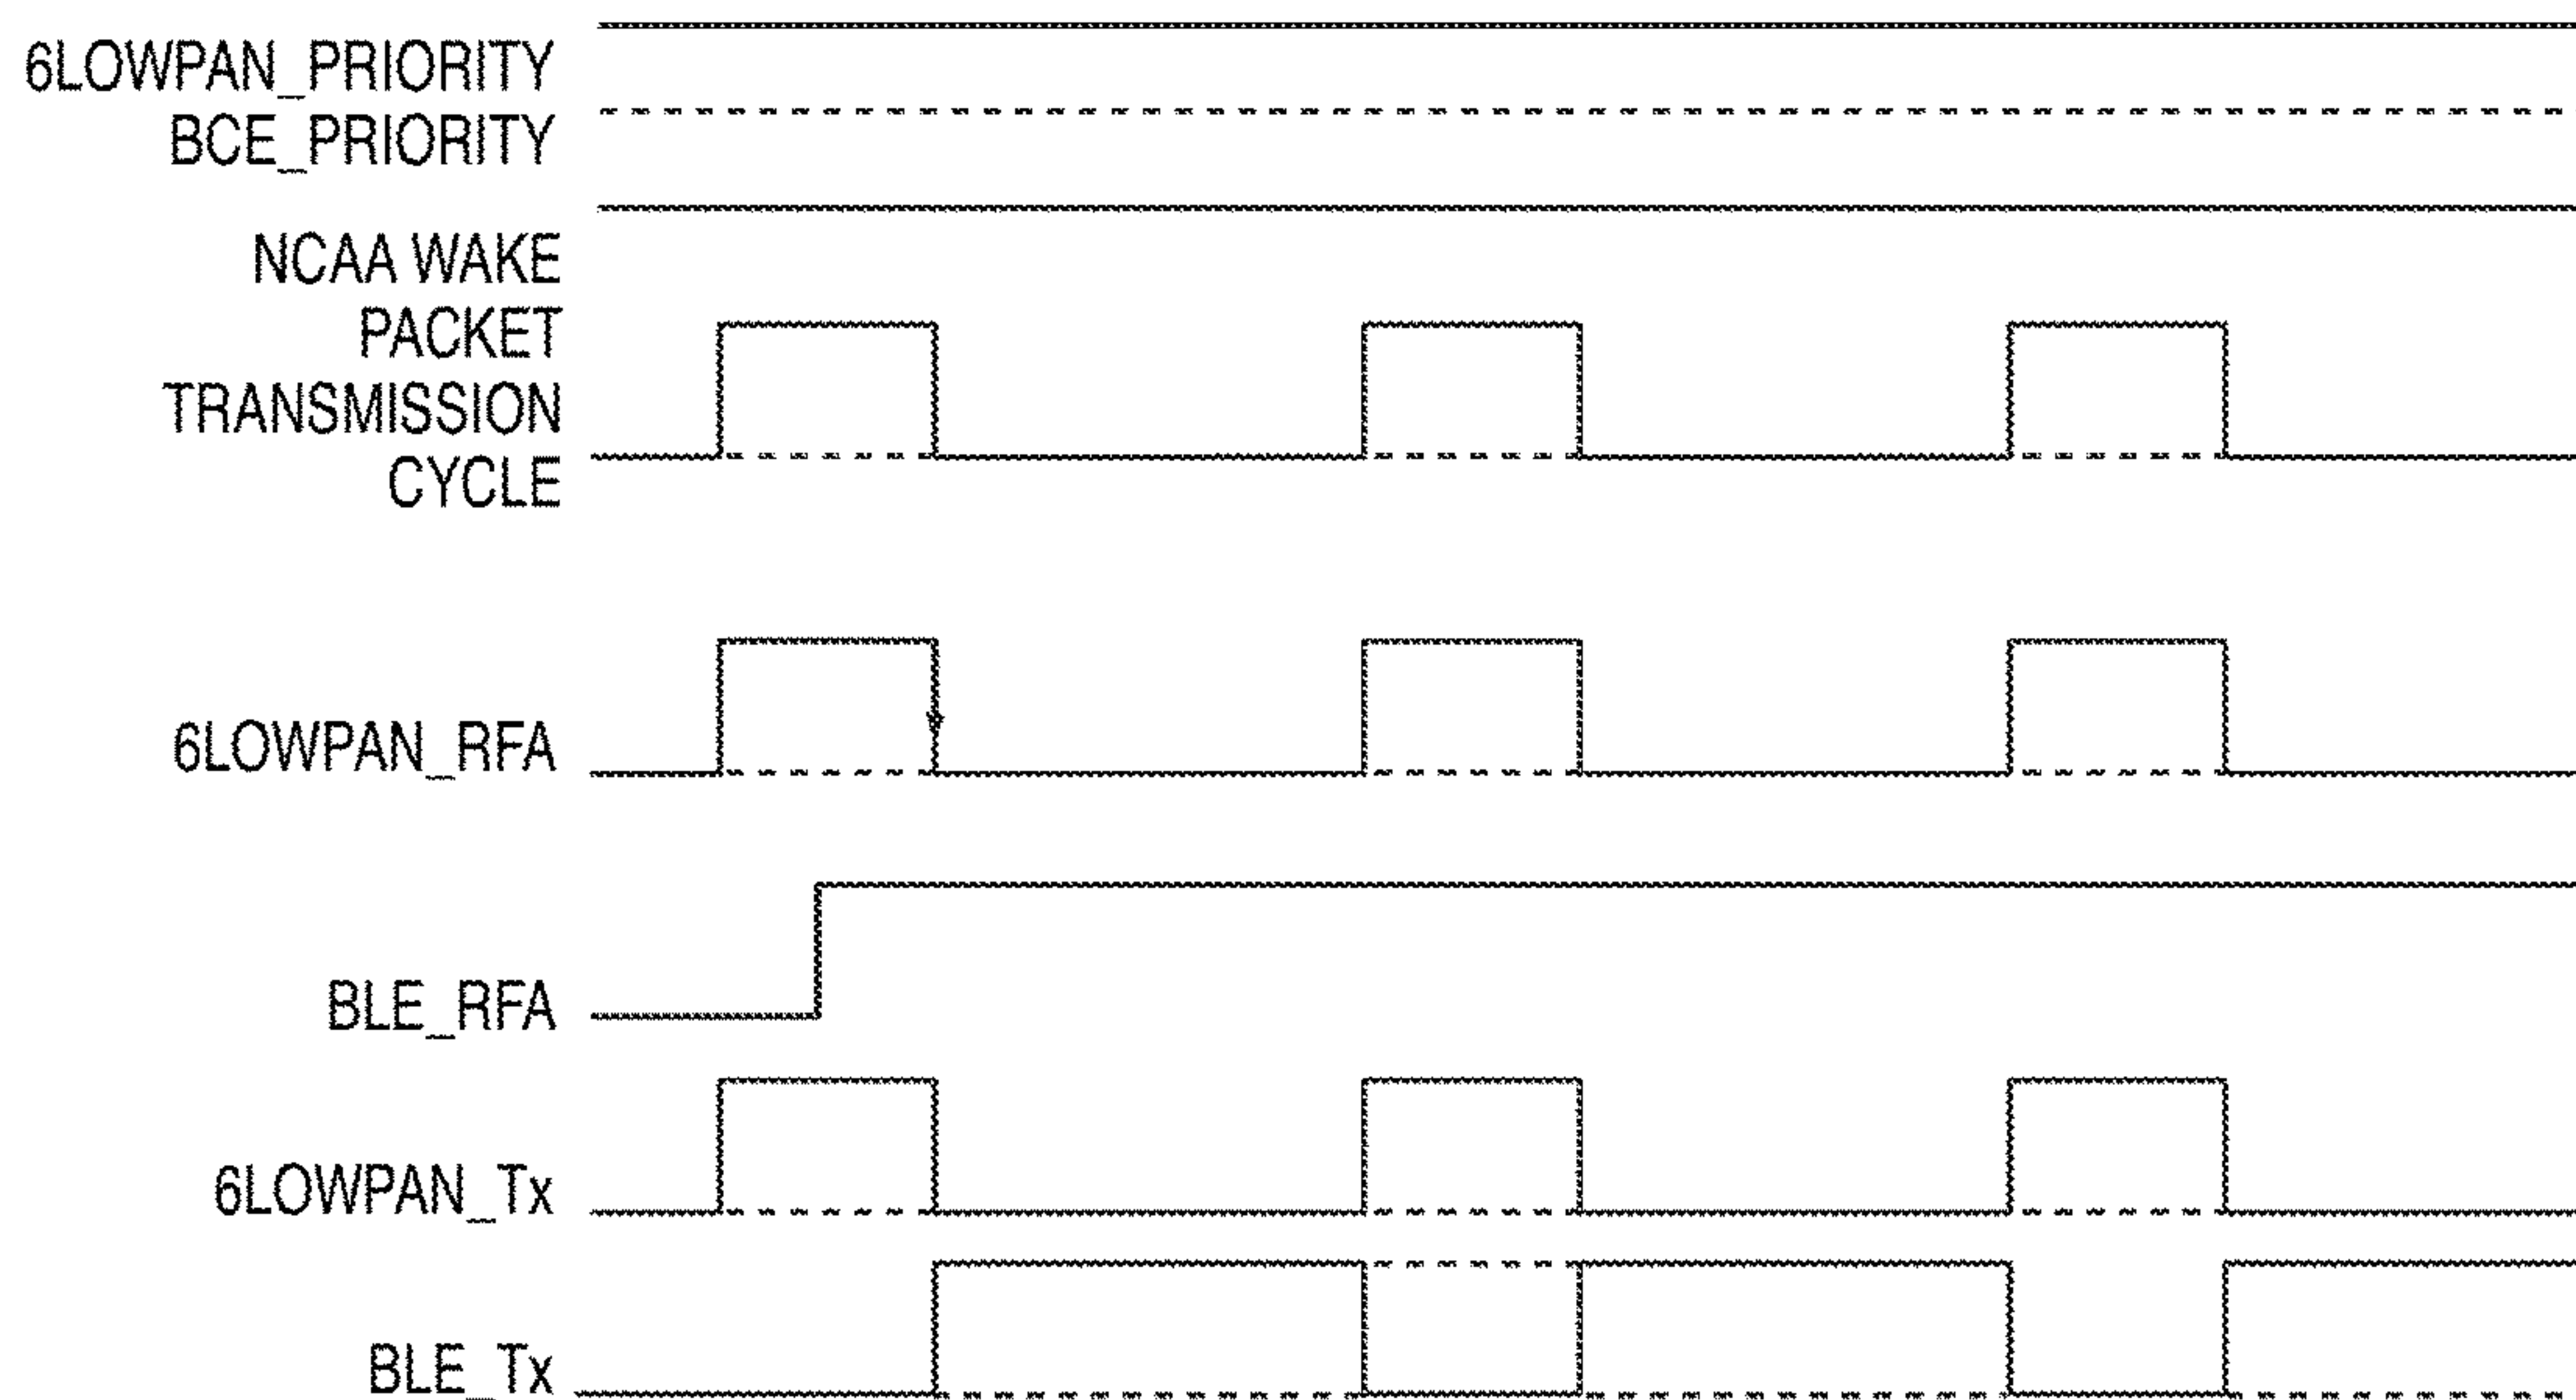 6LOWPAN_PRIORITY
BCE_PRIORITY
NCAA WAKE
PACKET
TRANSMISSION
CYCLE
6LOWPAN_RFA
BLE_RFA
6LOWPAN_Tx
BLE_Tx